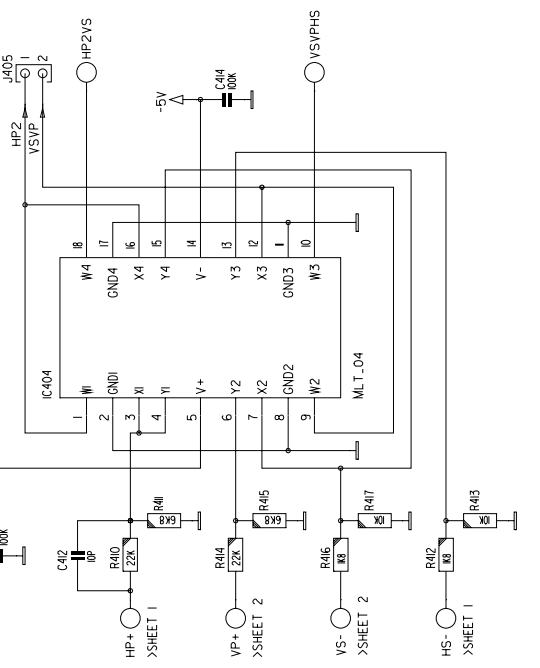 J405
1
2
HP2
VSVP
HP2VS
-5V
C414
100K
VSVPHS
18
17
16
15
14
13
12
11
10
W4
GND4
X4
Y4
V-
Y3
X3
GND3
W3
IC404
MLT_04
W1
GND1
X1
Y1
V+
Y2
X2
GND2
W2
1
2
3
4
5
6
7
8
9
100K
C412
10P
R410
22K
R411
6K8
HP+
>SHEET 1
R414
22K
R415
6K8
VP+
>SHEET 2
R416
1K8
R417
10K
VS-
>SHEET 2
R412
1K8
R413
10K
HS-
>SHEET 1